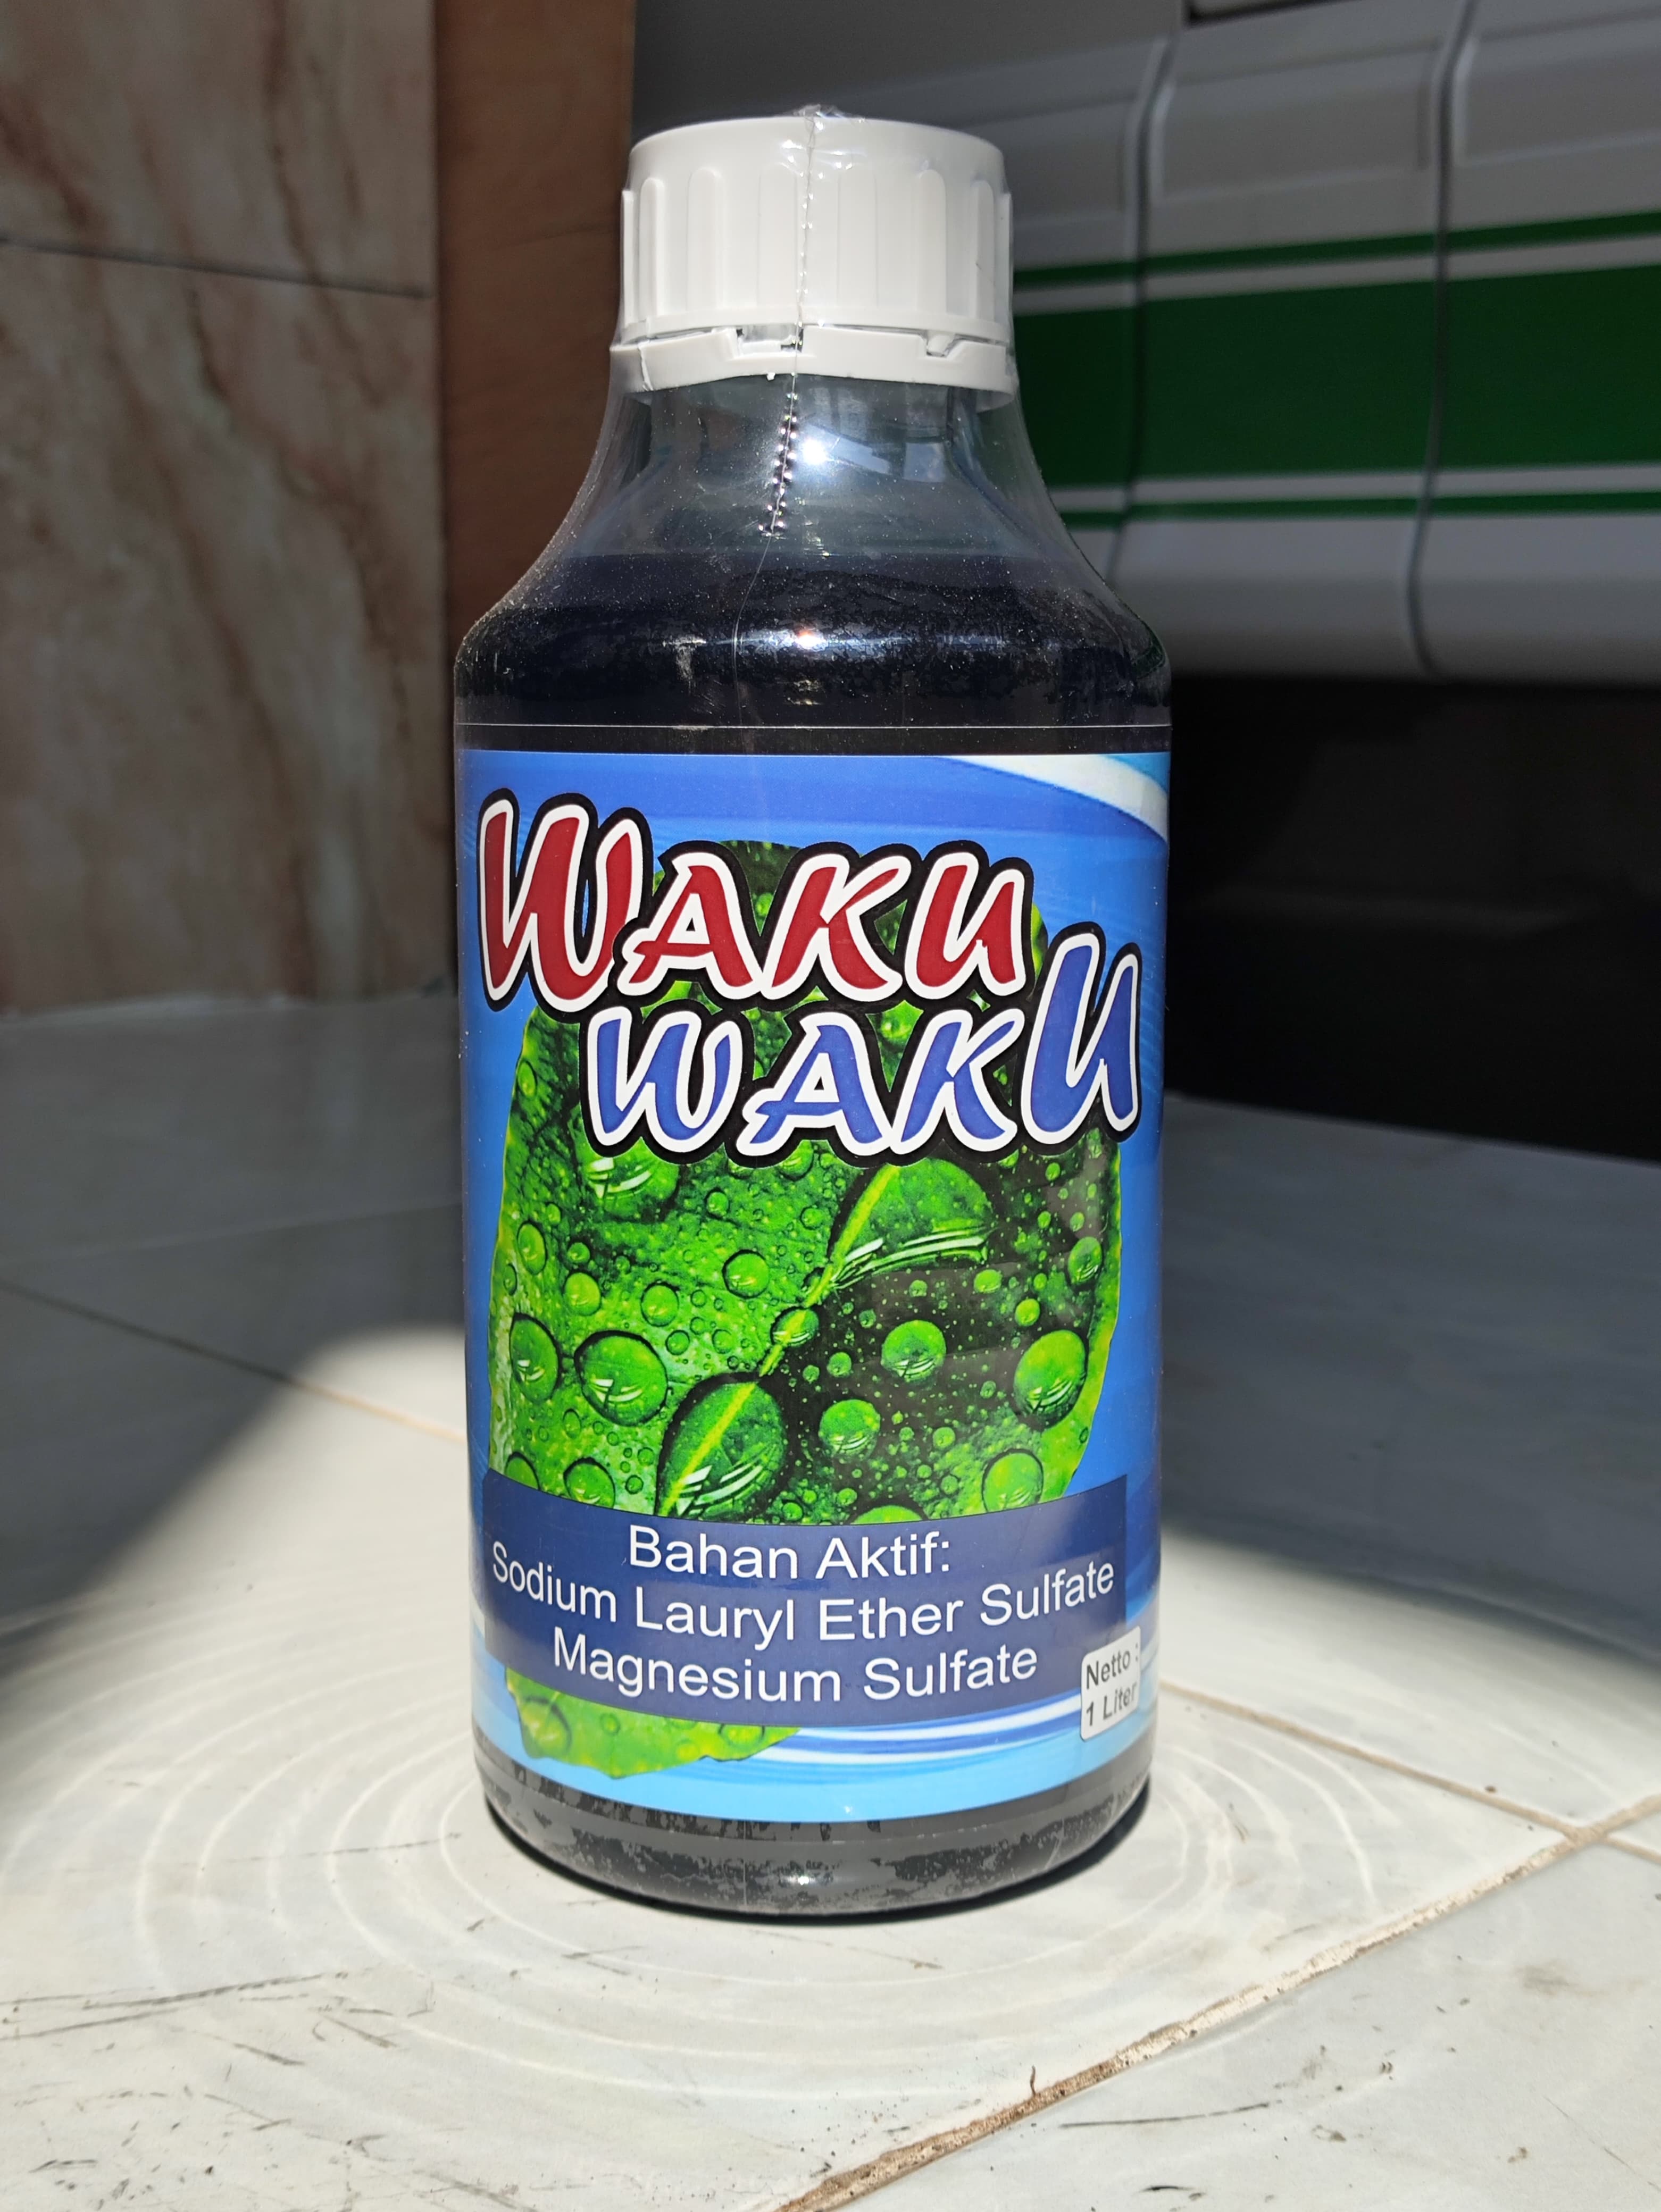 WAKU
WAKU
Bahan Aktif:
Sodium Lauryl Ether Sulfate
Magnesium Sulfate
Netto :
1 Liter